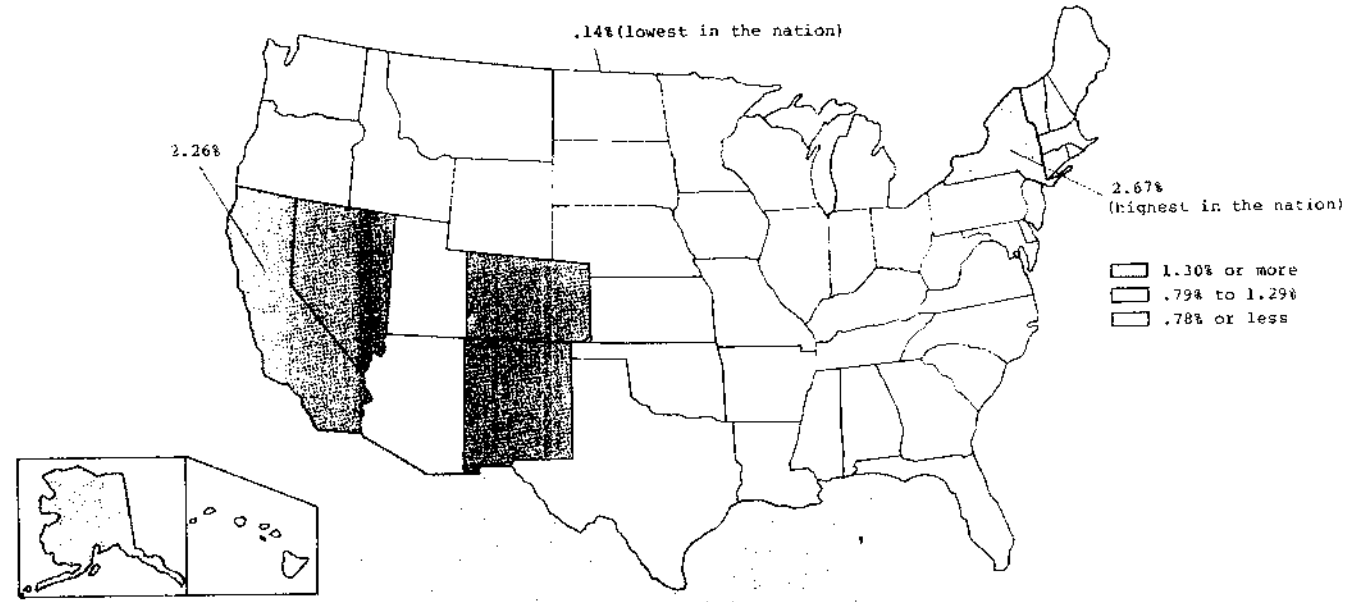 .14% (lowest in the nation)
2.26%
2.67%
(highest in the nation)
1.30% or more
.79% to 1.29%
.78% or less